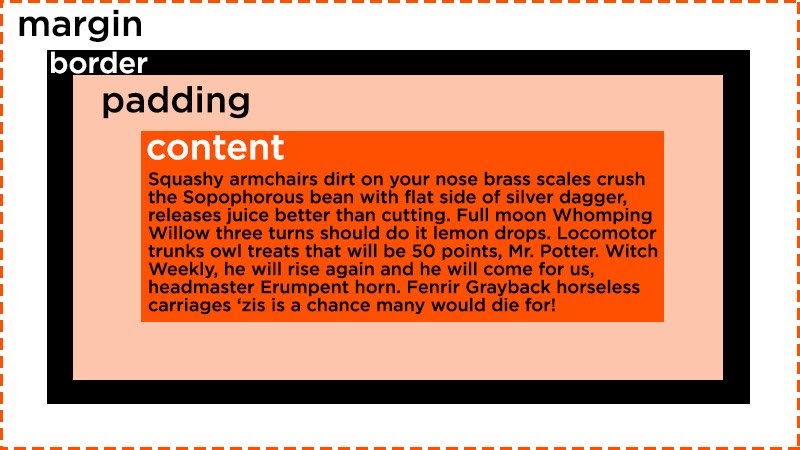 margin
border
padding
content
Squashy armchairs dirt on your nose brass scales crush
the Sopophorous bean with flat side of silver dagger,
releases juice better than cutting. Full moon Whomping
Willow three turns should do it lemon drops. Locomotor
trunks owl treats that will be 50 points, Mr. Potter. Witch
Weekly, he will rise again and he will come for us,
headmaster Erumpent horn. Fenrir Grayback horseless
carriages ‘zis is a chance many would die for!